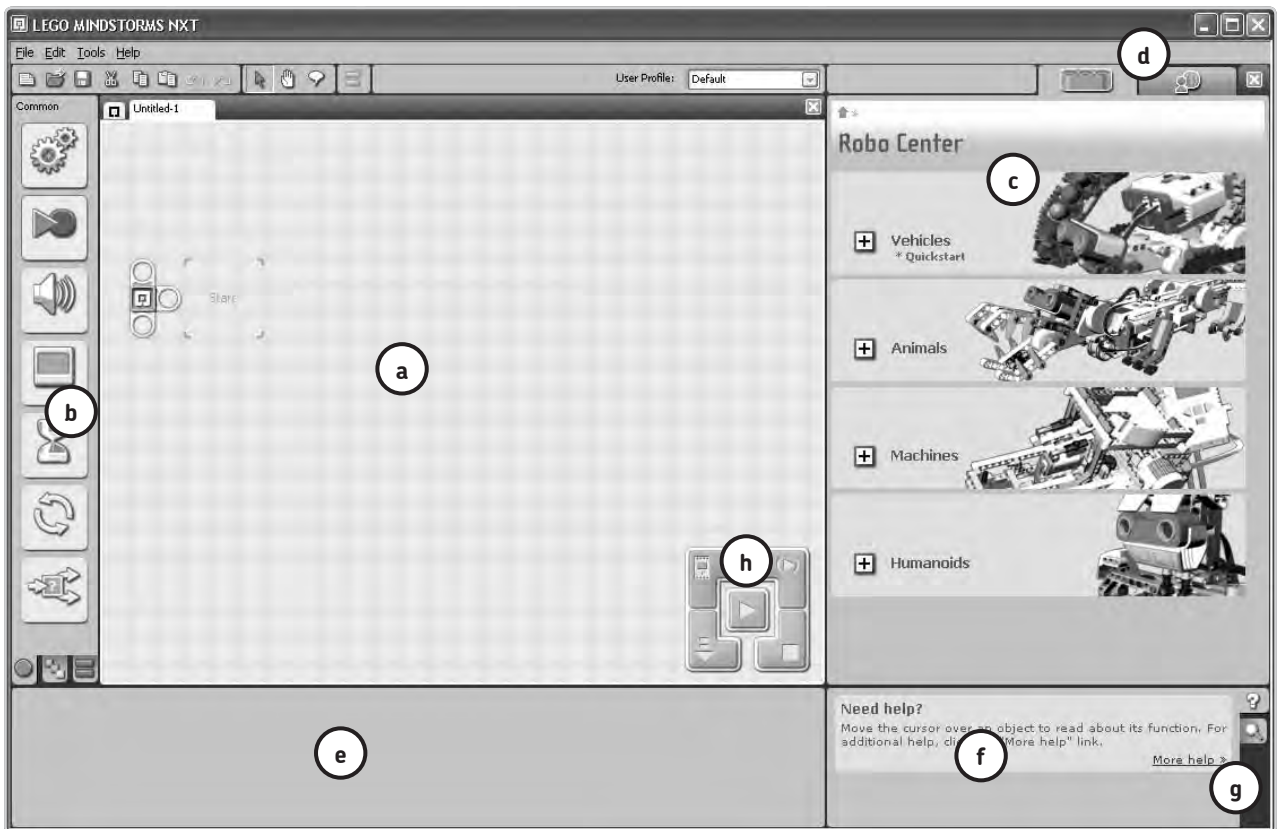 LEGO MINDSTORMS NXT
File Edit Tools Help
d
User Profile: Default
Common
Untitled-1
Robo Center
c
Vehicles
* Quickstart
Start
Animals
a
b
Machines
h
Humanoids
Need help?
Move the cursor over an object to read about its function. For
additional help, "More help" link.
e
f
More help »
g